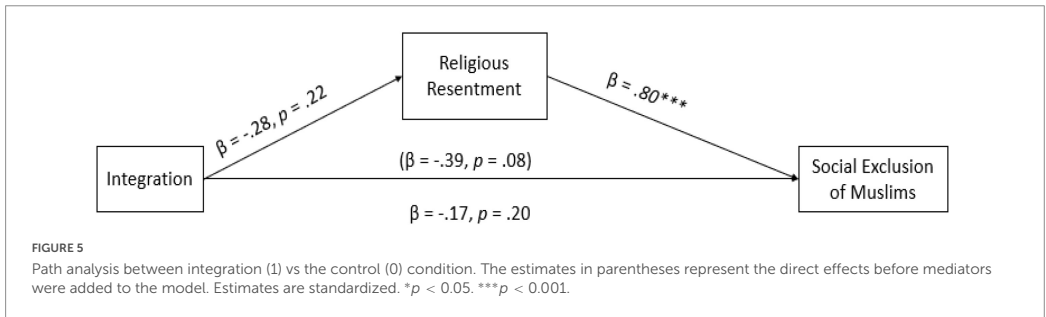 Religious
Resentment
β = -.28, p = .22
β = .80***
Integration
(β = -.39, p = .08)
β = -.17, p = .20
Social Exclusion
of Muslims
FIGURE 5
Path analysis between integration (1) vs the control (0) condition. The estimates in parentheses represent the direct effects before mediators
were added to the model. Estimates are standardized. *p < 0.05. ***p < 0.001.